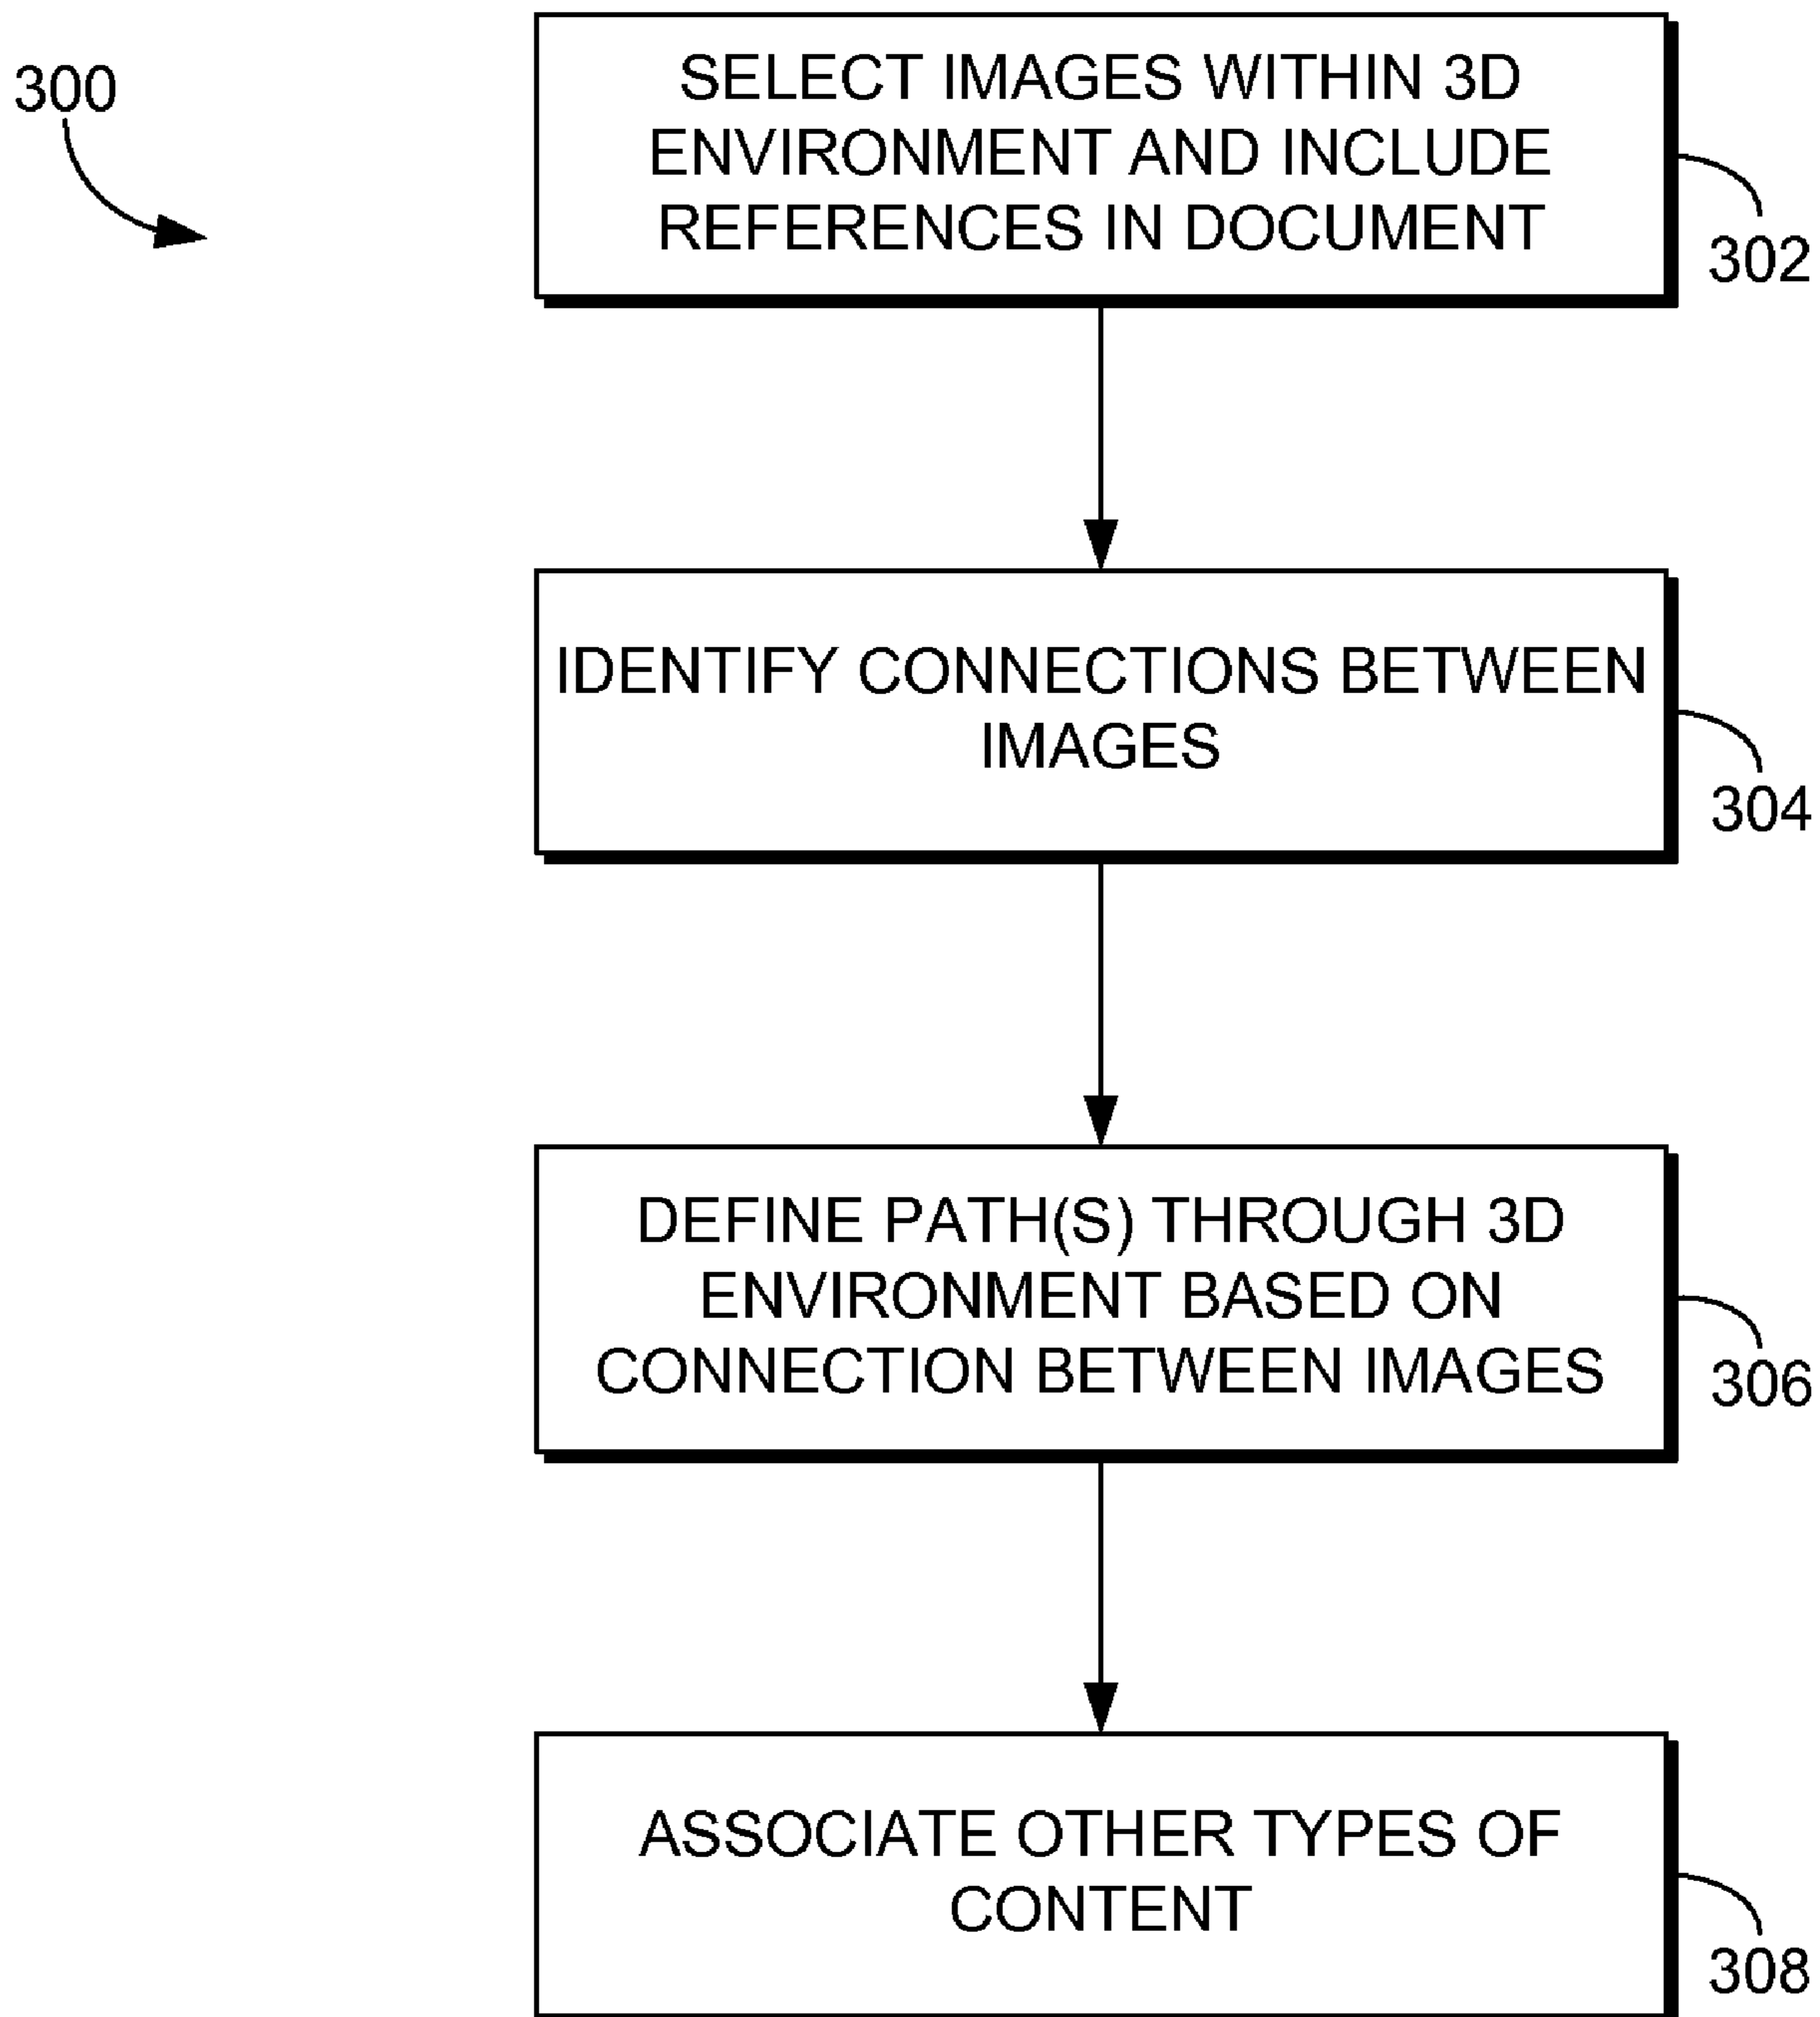 300
SELECT IMAGES WITHIN 3D
ENVIRONMENT AND INCLUDE
REFERENCES IN DOCUMENT
302
IDENTIFY CONNECTIONS BETWEEN
IMAGES
304
DEFINE PATH(S) THROUGH 3D
ENVIRONMENT BASED ON
CONNECTION BETWEEN IMAGES
306
ASSOCIATE OTHER TYPES OF
CONTENT
308